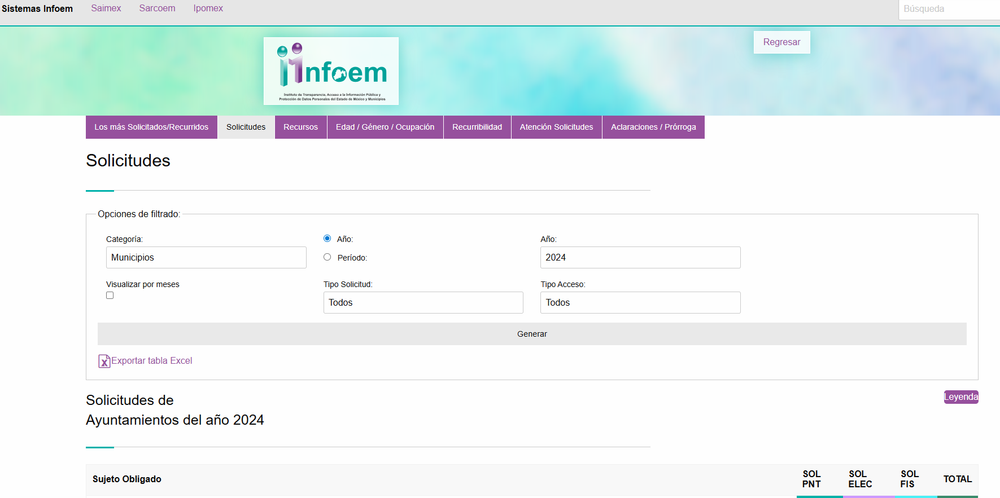 Sistemas Infoem Saimex Sarcoem Ipomex Búsqueda
Regresar
infoem
Instituto de Transparencia, Acceso a la Información Pública y
Protección de Datos Personales del Estado de México y Municipios
Los más Solicitados/Recurridos Solicitudes Recursos Edad / Género / Ocupación Recurribilidad Atención Solicitudes Aclaraciones / Prórroga
Solicitudes
Opciones de filtrado:
Categoría: Año: Año:
Municipios Período: 2024
Visualizar por meses Tipo Solicitud: Tipo Acceso:
Todos Todos
Generar
Exportar tabla Excel
Solicitudes de Leyenda
Ayuntamientos del año 2024
Sujeto Obligado SOL PNT SOL ELEC SOL FIS TOTAL